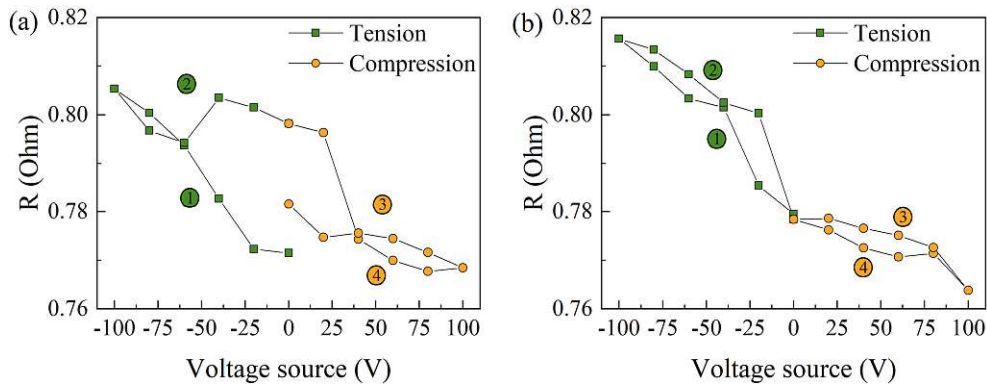 (a)
0.82
0.80
0.78
0.76
R (Ohm)
Tension
Compression
2
1
3
4
-100 -75 -50 -25 0 25 50 75 100
Voltage source (V)
(b)
0.82
0.80
0.78
0.76
R (Ohm)
Tension
Compression
2
1
3
4
-100 -75 -50 -25 0 25 50 75 100
Voltage source (V)